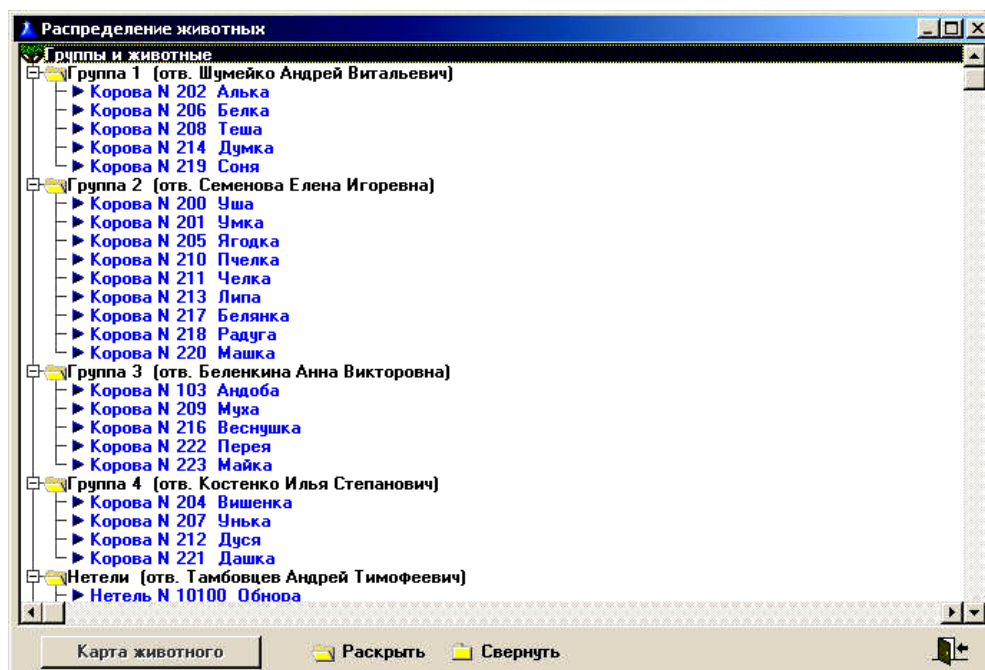 Распределение животных
Группы и животные
Группа 1 (отв. Шумейко Андрей Витальевич)
Корова N 202 Алька
Корова N 206 Белка
Корова N 208 Теша
Корова N 214 Думка
Корова N 219 Соня
Группа 2 (отв. Семенова Елена Игоревна)
Корова N 200 Уша
Корова N 201 Умка
Корова N 205 Ягодка
Корова N 210 Пчелка
Корова N 211 Челка
Корова N 213 Липа
Корова N 217 Белянка
Корова N 218 Радуга
Корова N 220 Машка
Группа 3 (отв. Беленкина Анна Викторовна)
Корова N 103 Андоба
Корова N 209 Муха
Корова N 216 Веснушка
Корова N 222 Перея
Корова N 223 Майка
Группа 4 (отв. Костенко Илья Степанович)
Корова N 204 Вишенка
Корова N 207 Унька
Корова N 212 Дуся
Корова N 221 Дашка
Нетели (отв. Тамбовцев Андрей Тимофеевич)
Нетель N 10100 Обнора
Карта животного Раскрыть Свернуть